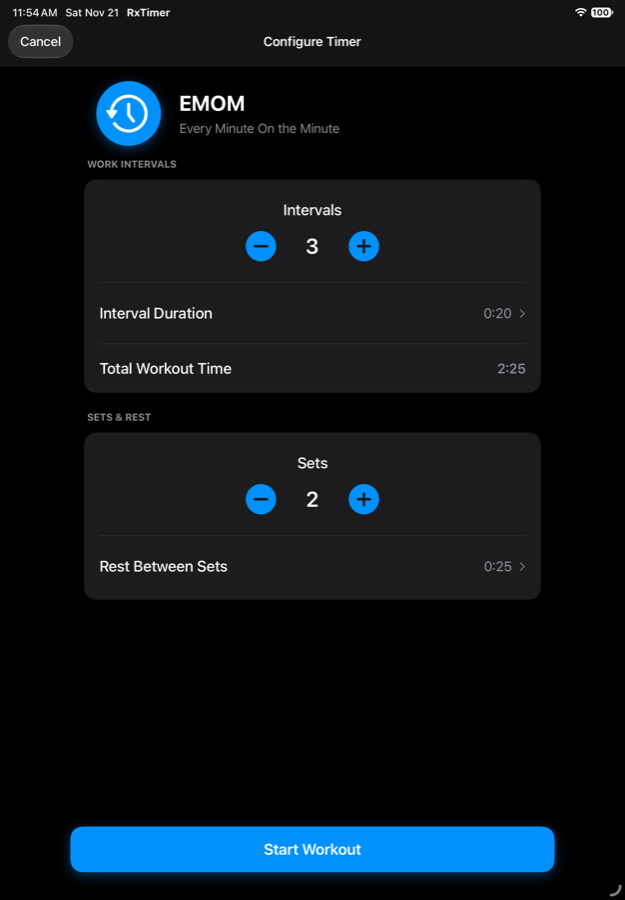 11:54 AM Sat Nov 21 RxTimer
100
Cancel
Configure Timer
EMOM
Every Minute On the Minute
WORK INTERVALS
Intervals
3
Interval Duration 0:20
Total Workout Time 2:25
SETS & REST
Sets
2
Rest Between Sets 0:25
Start Workout